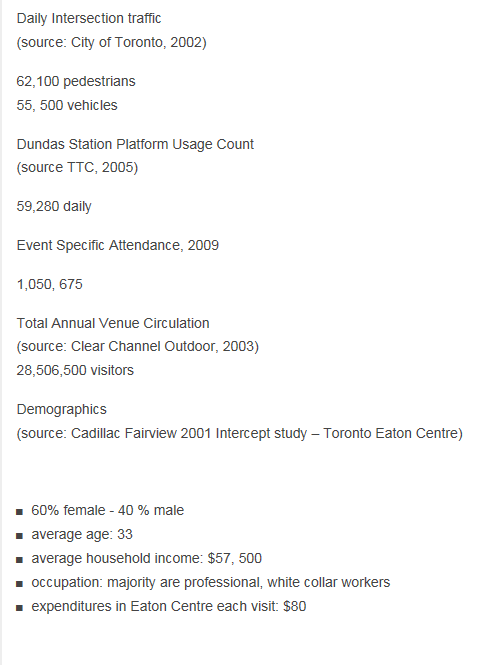 Daily Intersection traffic
(source: City of Toronto, 2002)
62,100 pedestrians
55, 500 vehicles
Dundas Station Platform Usage Count
(source TTC, 2005)
59,280 daily
Event Specific Attendance, 2009
1,050, 675
Total Annual Venue Circulation
(source: Clear Channel Outdoor, 2003)
28,506,500 visitors
Demographics
(source: Cadillac Fairview 2001 Intercept study – Toronto Eaton Centre)
▪ 60% female - 40 % male
▪ average age: 33
▪ average household income: $57, 500
▪ occupation: majority are professional, white collar workers
▪ expenditures in Eaton Centre each visit: $80